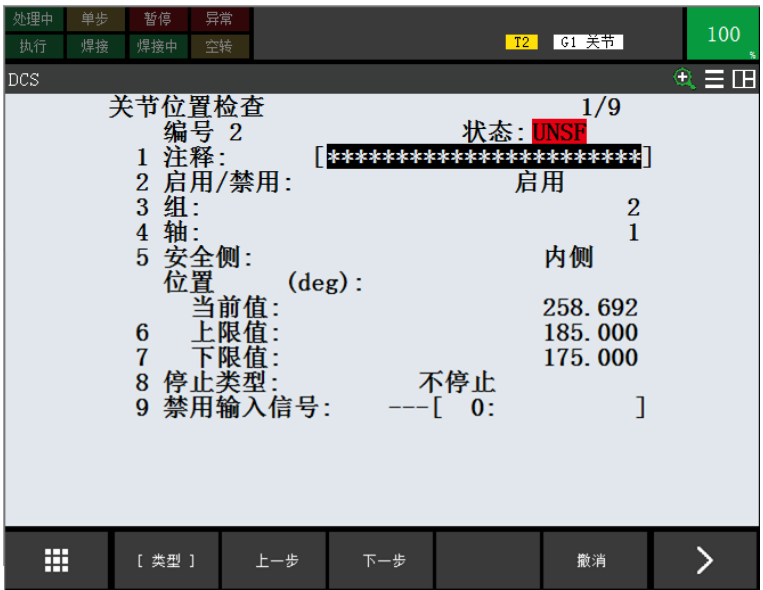 处理中 单步 暂停 异常
执行 焊接 焊接中 空转
T2 G1 关节 100 %
DCS
关节位置检查 1/9
编号 2 状态:UNSF
1 注释: [************************]
2 启用/禁用: 启用
3 组: 2
4 轴: 1
5 安全侧: 内侧
位置 (deg):
当前值: 258.692
6 上限值: 185.000
7 下限值: 175.000
8 停止类型: 不停止
9 禁用输入信号: ---[ 0: ]
[ 类型 ] 上一步 下一步 撤消